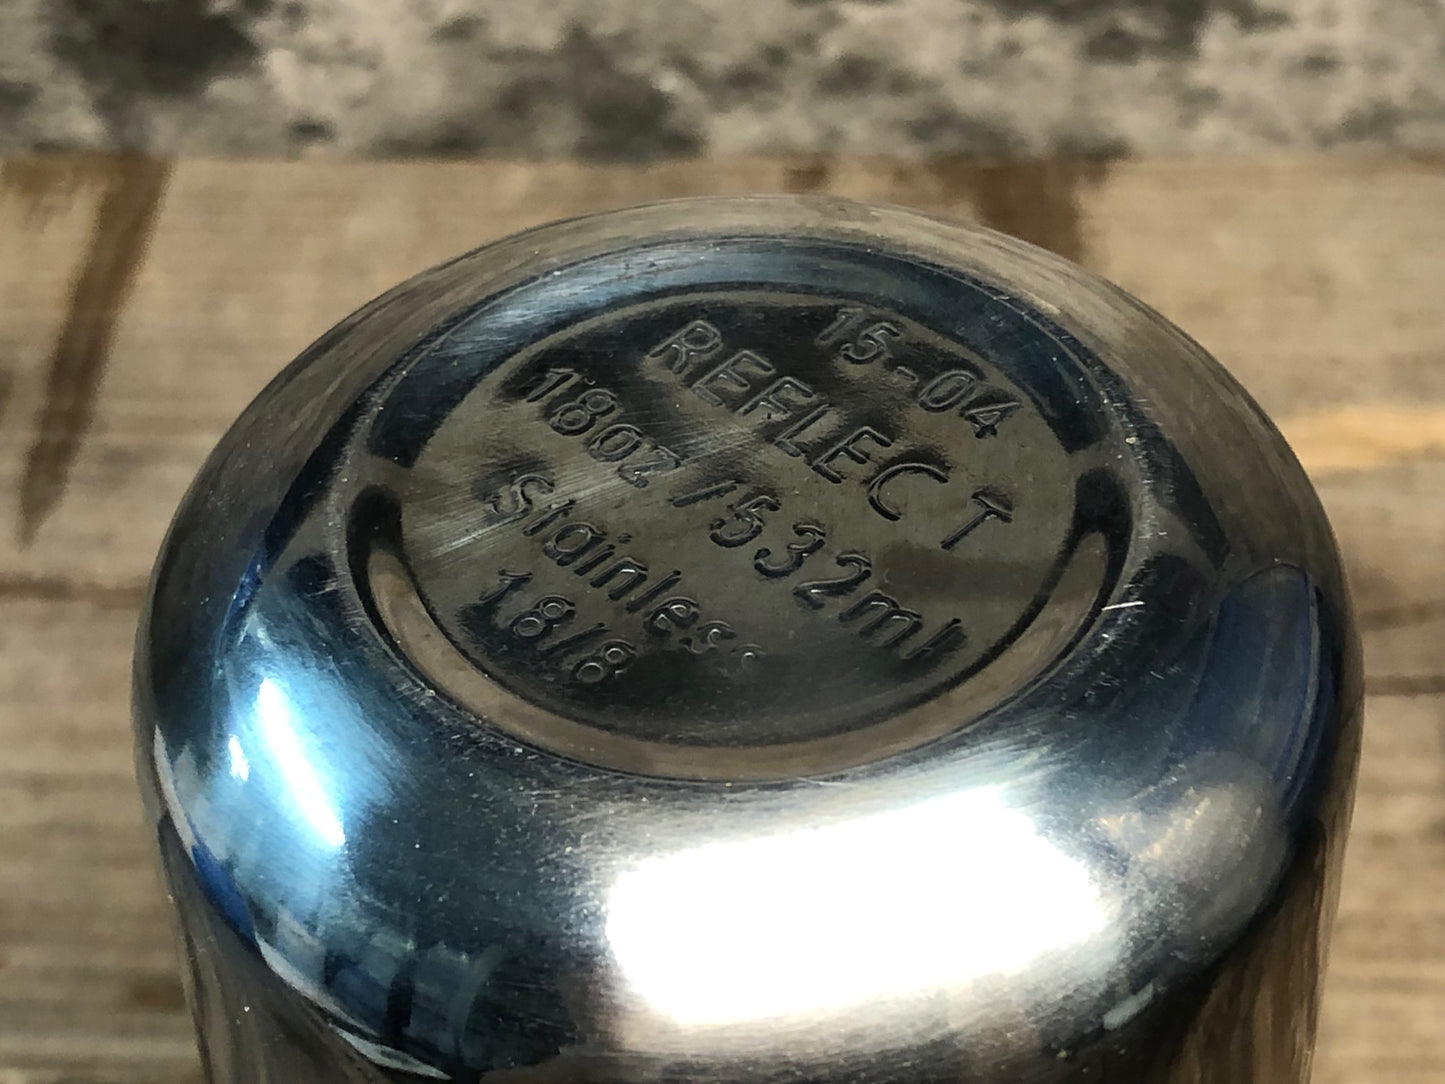 15-04
REFLECT
18oz/532ml
Stainless
18/8